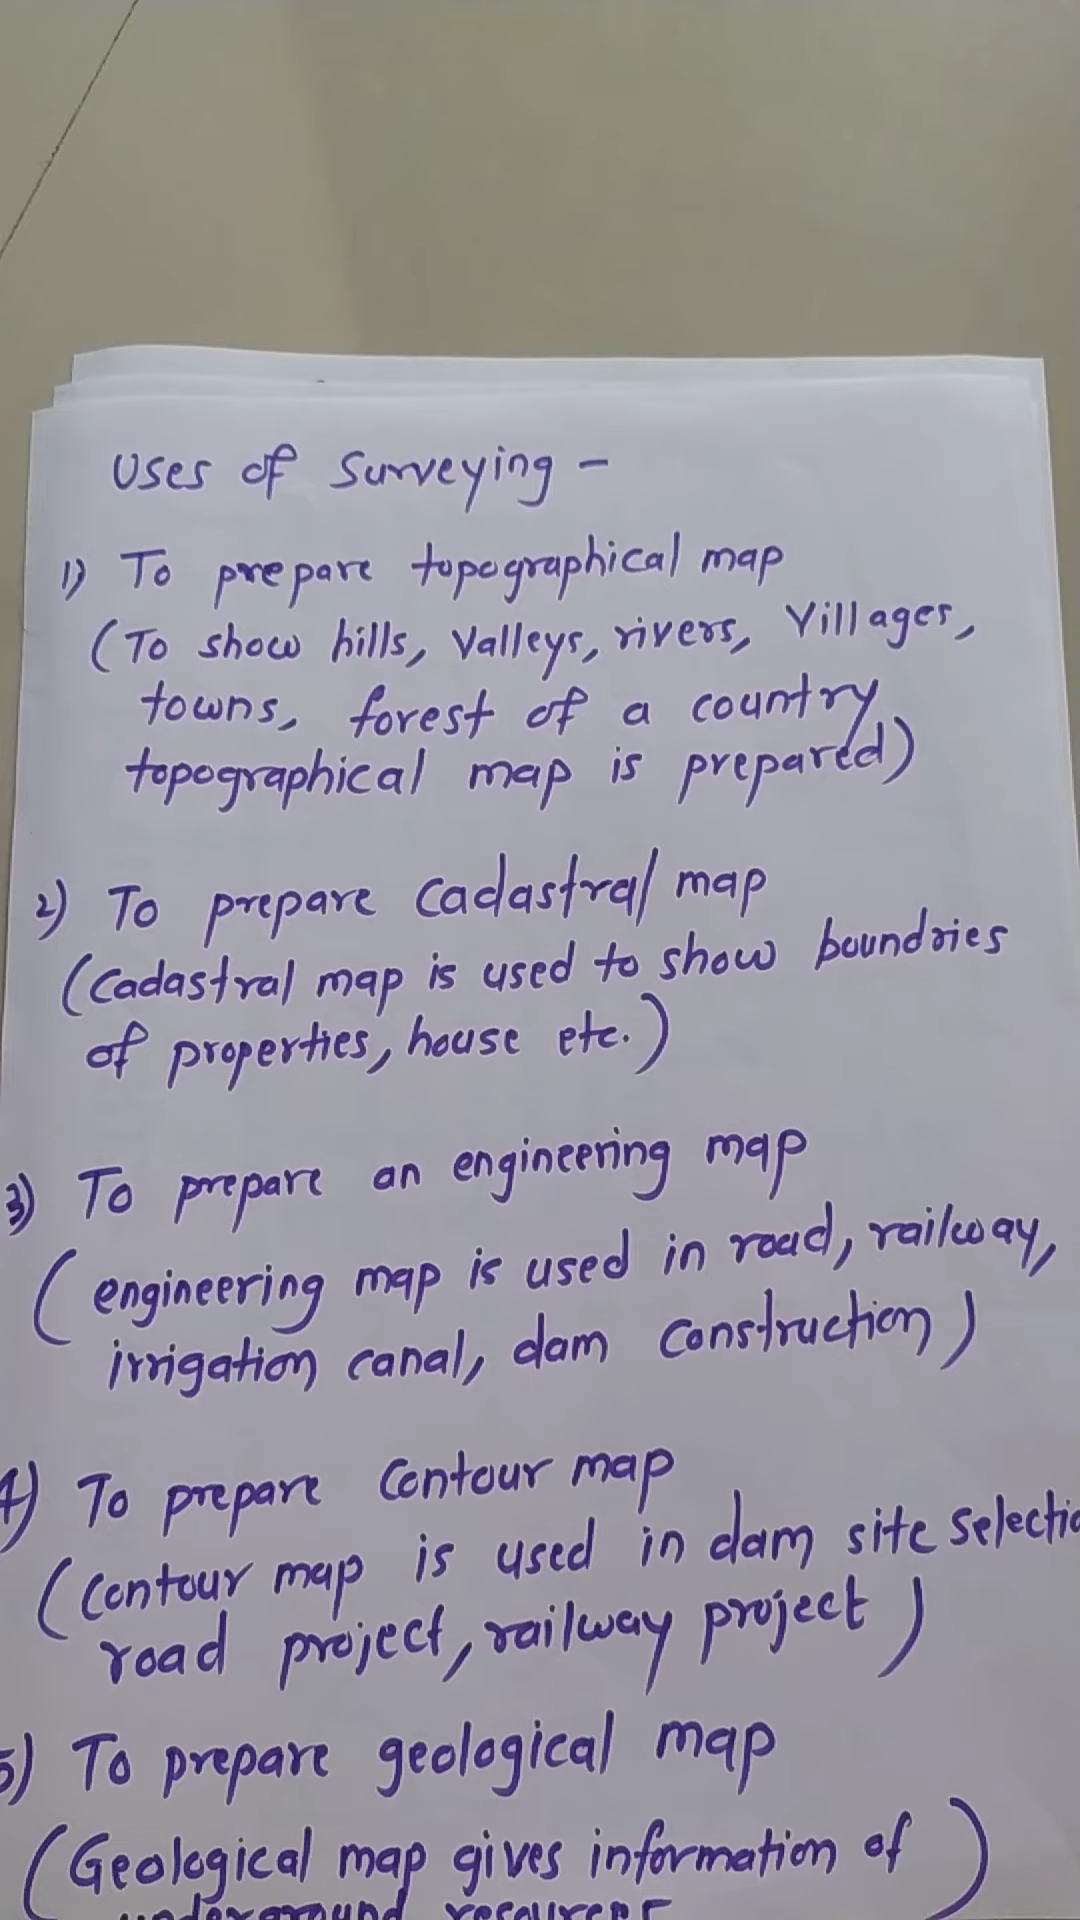 Uses of Surveying -
1) To prepare topographical map
(To show hills, Valleys, rivers, Villages,
towns, forest of a country
topographical map is prepared)
2) To prepare Cadastral map
(Cadastral map is used to show boundries
of properties, house etc.)
3) To prepare an engineering map
(engineering map is used in road, railway,
irrigation canal, dam construction)
4) To prepare Contour map
(Contour map is used in dam site selectio
road project, railway project)
5) To prepare geological map
(Geological map gives information of )
underground resources